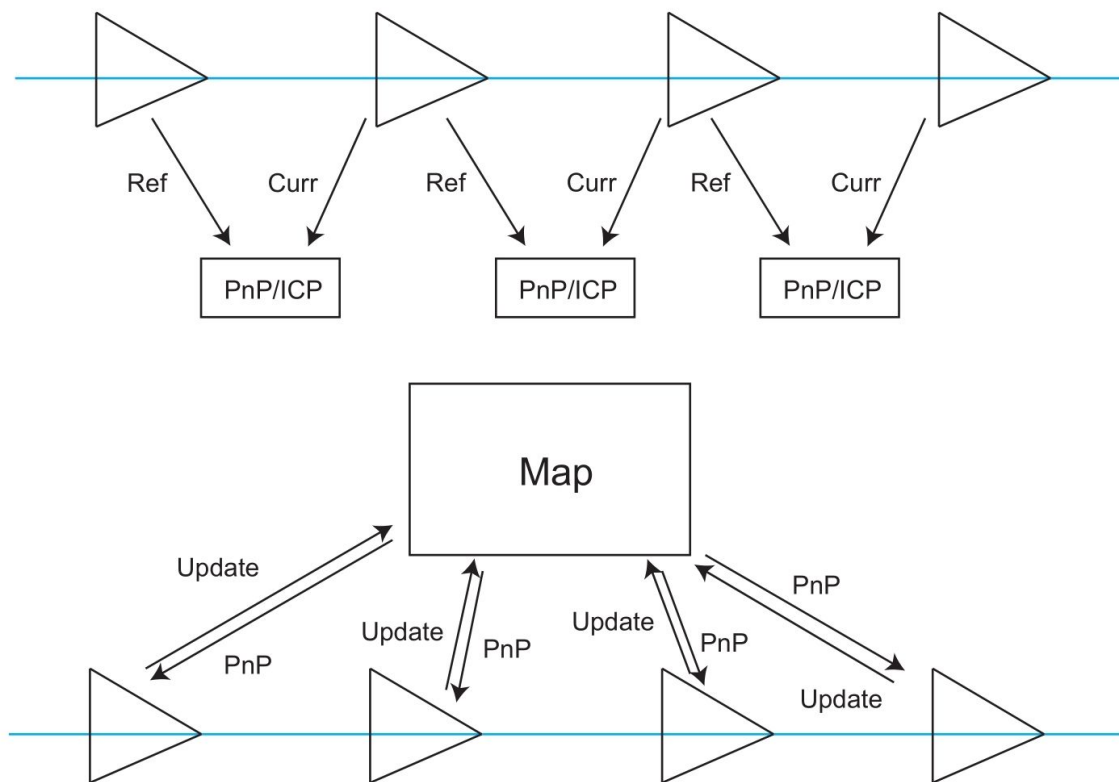 Ref
Curr
Ref
Curr
Ref
Curr
PnP/ICP
PnP/ICP
PnP/ICP
Map
Update
PnP
Update
PnP
Update
PnP
PnP
Update